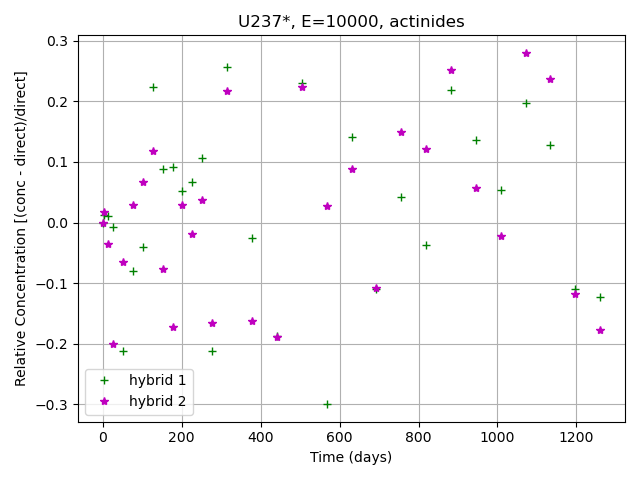 U237*, E=10000, actinides
Relative Concentration [(conc - direct)/direct]
0.3
0.2
0.1
0.0
−0.1
−0.2
−0.3
hybrid 1
hybrid 2
0 200 400 600 800 1000 1200
Time (days)